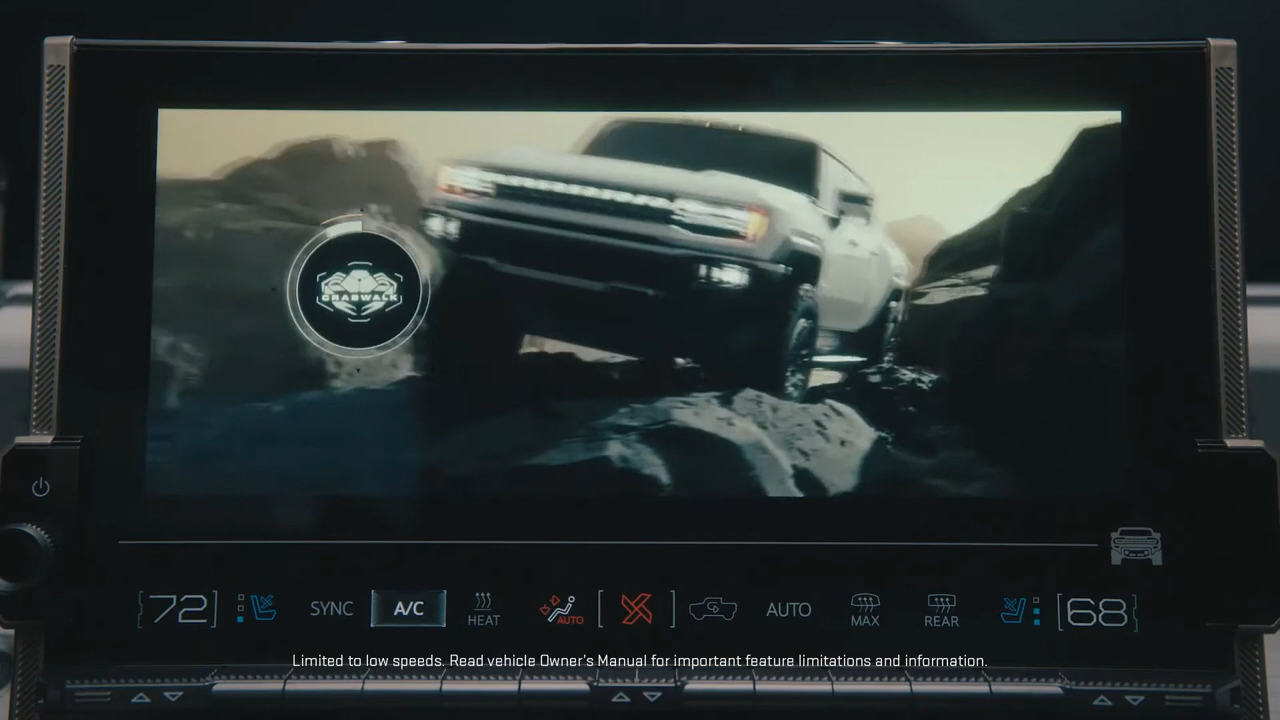 CRABWALK
72
SYNC
A/C
HEAT
AUTO
AUTO
MAX
REAR
68
Limited to low speeds. Read vehicle Owner's Manual for important feature limitations and information.